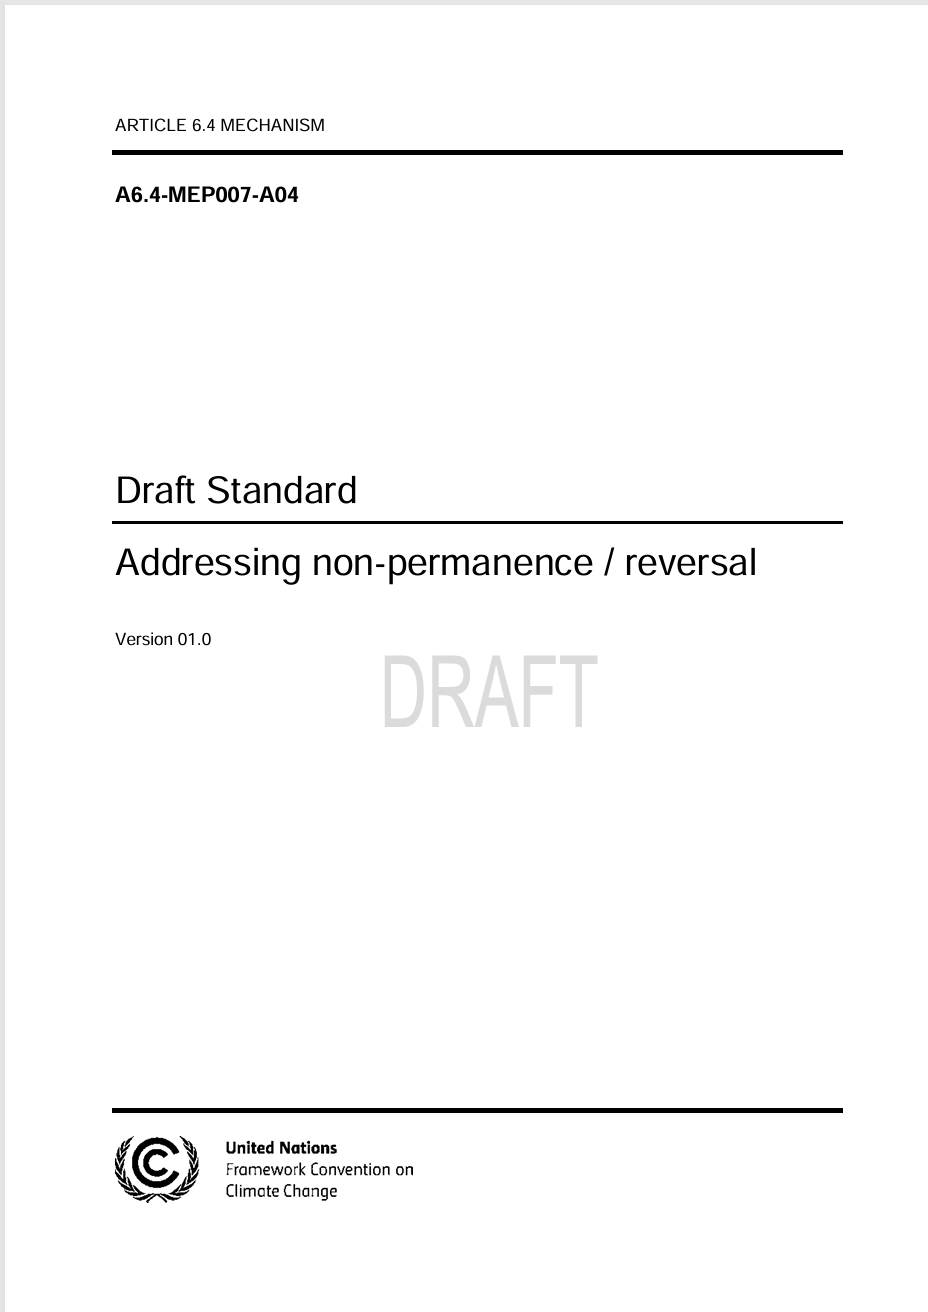 ARTICLE 6.4 MECHANISM
A6.4-MEP007-A04
Draft Standard
Addressing non-permanence / reversal
Version 01.0
DRAFT
United Nations
Framework Convention on
Climate Change